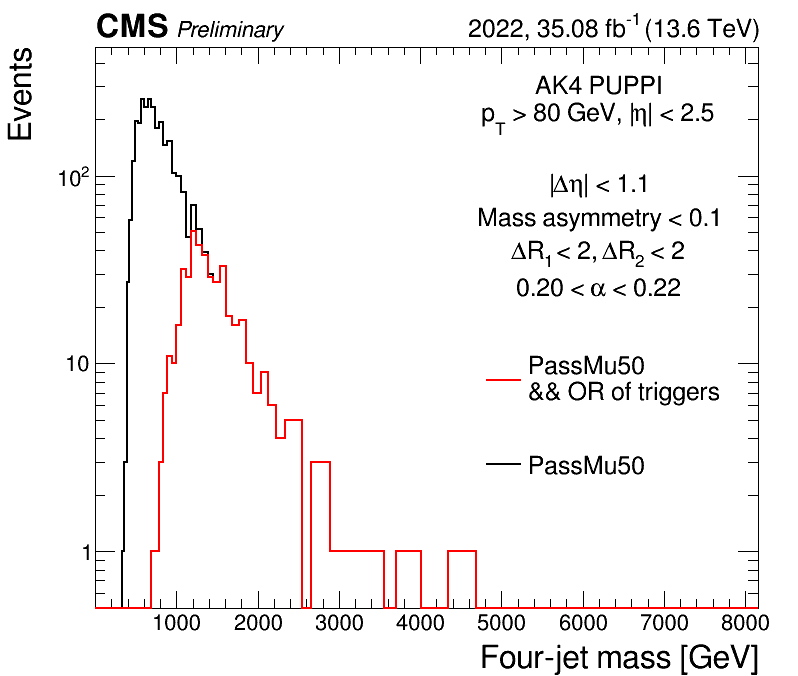 CMS Preliminary 2022, 35.08 fb⁻¹ (13.6 TeV)
Events
AK4 PUPPI
p_T > 80 GeV, |η| < 2.5
|Δη| < 1.1
Mass asymmetry < 0.1
ΔR₁ < 2, ΔR₂ < 2
0.20 < α < 0.22
PassMu50
&& OR of triggers
PassMu50
10²
10
1
1000 2000 3000 4000 5000 6000 7000 8000
Four-jet mass [GeV]